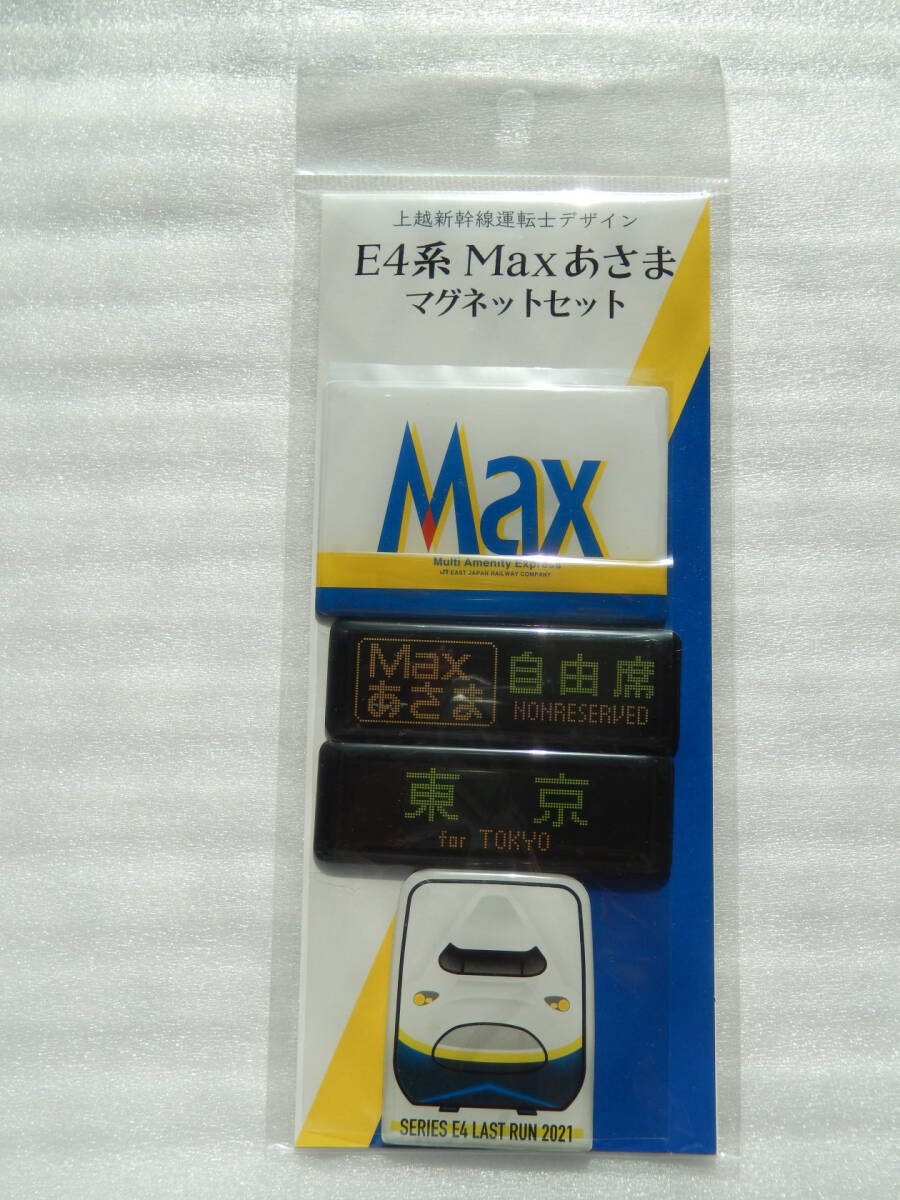 上越新幹線運転士デザイン
E4系 Maxあさま
マグネットセット
Max
Multi Amenity Express
JR EAST JAPAN RAILWAY COMPANY
Max
あさま
自由席
NONRESERVED
東 京
for TOKYO
SERIES E4 LAST RUN 2021